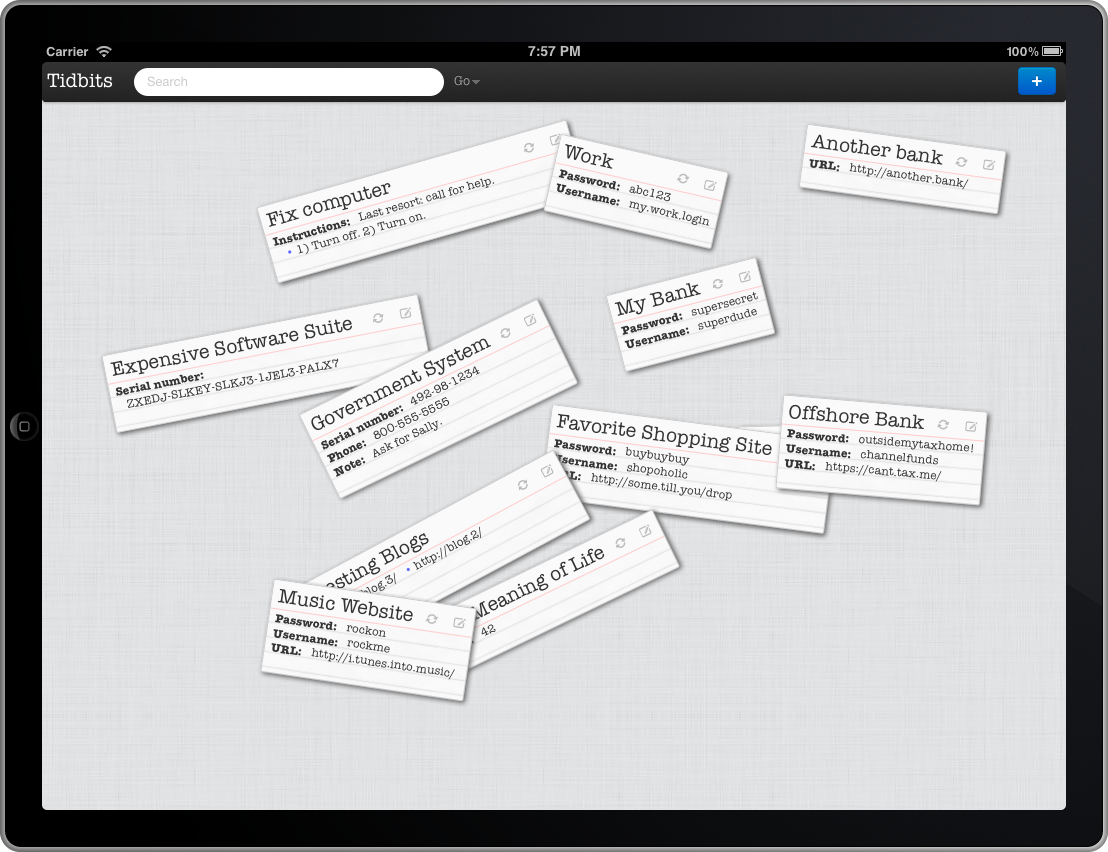 Carrier
7:57 PM
100%
Tidbits
Search
Go
+
Fix computer
Instructions: Last resort: call for help.
• 1) Turn off. 2) Turn on.
Work
Password: abc123
Username: my.work.login
Another bank
URL: http://another.bank/
My Bank
Password: supersecret
Username: superdude
Expensive Software Suite
Serial number:
ZXEDJ-SLKEY-SLKJ3-1JEL3-PALX7
Government System
Serial number: 492-98-1234
Phone: 800-555-5555
Note: Ask for Sally.
Favorite Shopping Site
Password: buybuybuy
Username: shopoholic
URL: http://some.till.you/drop
Offshore Bank
Password: outsidemytaxhome!
Username: channelfunds
URL: https://cant.tax.me/
esting Blogs
blog.3/ • http://blog.2/
Meaning of Life
42
Music Website
Password: rockon
Username: rockme
URL: http://i.tunes.into.music/